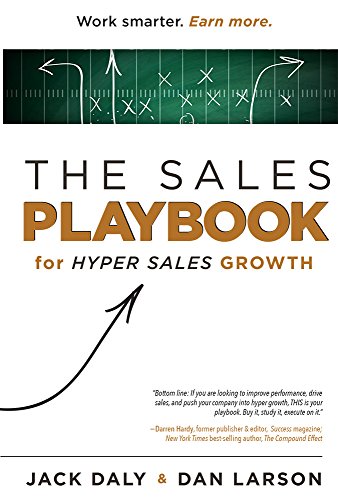 Work smarter. Earn more.
THE SALES
PLAYBOOK
for HYPER SALES GROWTH
"Bottom line: If you are looking to improve performance, drive
sales, and push your company into hyper growth, THIS is your
playbook. Buy it, study it, execute on it."
–Darren Hardy, former publisher & editor, Success magazine;
New York Times best-selling author, The Compound Effect
JACK DALY & DAN LARSON